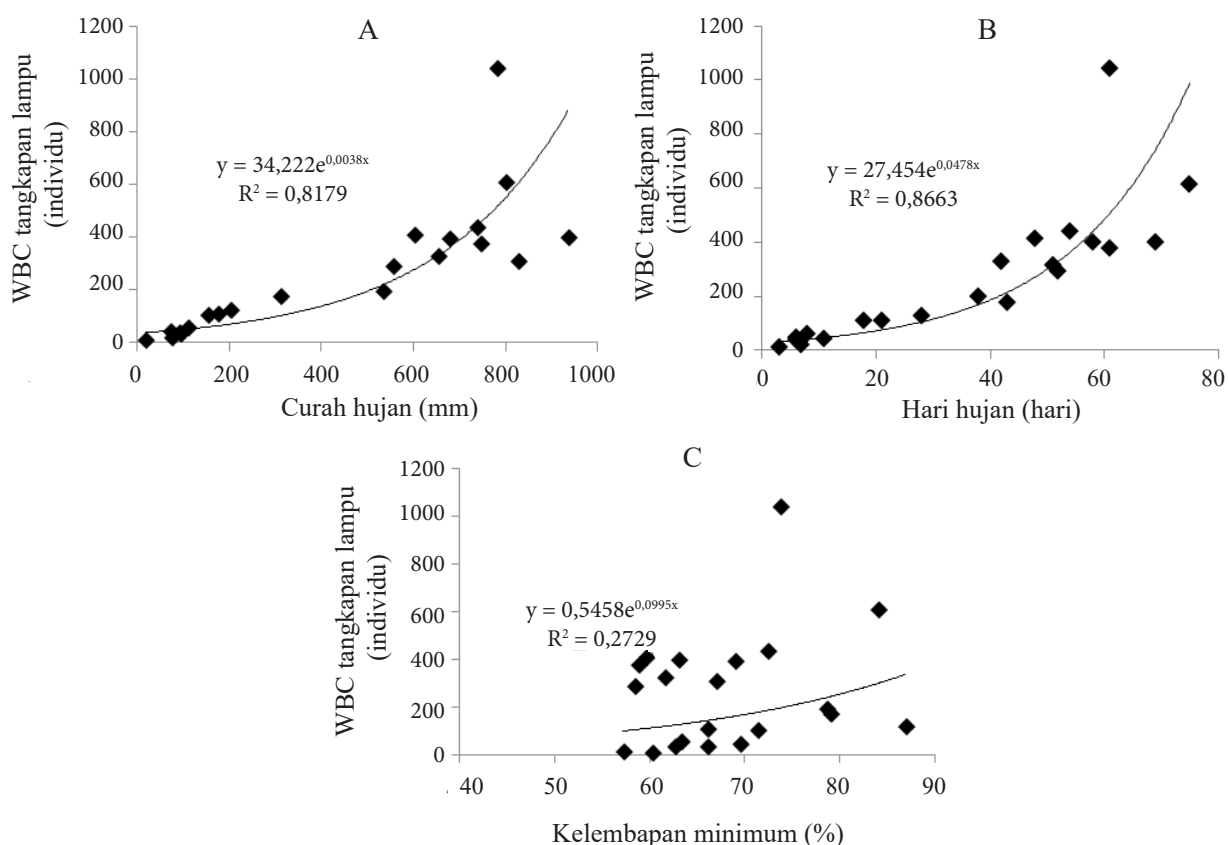 A
WBC tangkapan lampu
(individu)
1200
1000
800
600
400
200
0
y = 34,222e^0,0038x
R² = 0,8179
0 200 400 600 800 1000
Curah hujan (mm)
B
WBC tangkapan lampu
(individu)
1200
1000
800
600
400
200
0
y = 27,454e^0,0478x
R² = 0,8663
0 20 40 60 80
Hari hujan (hari)
C
WBC tangkapan lampu
(individu)
1200
1000
800
600
400
200
0
y = 0,5458e^0,0995x
R² = 0,2729
40 50 60 70 80 90
Kelembapan minimum (%)